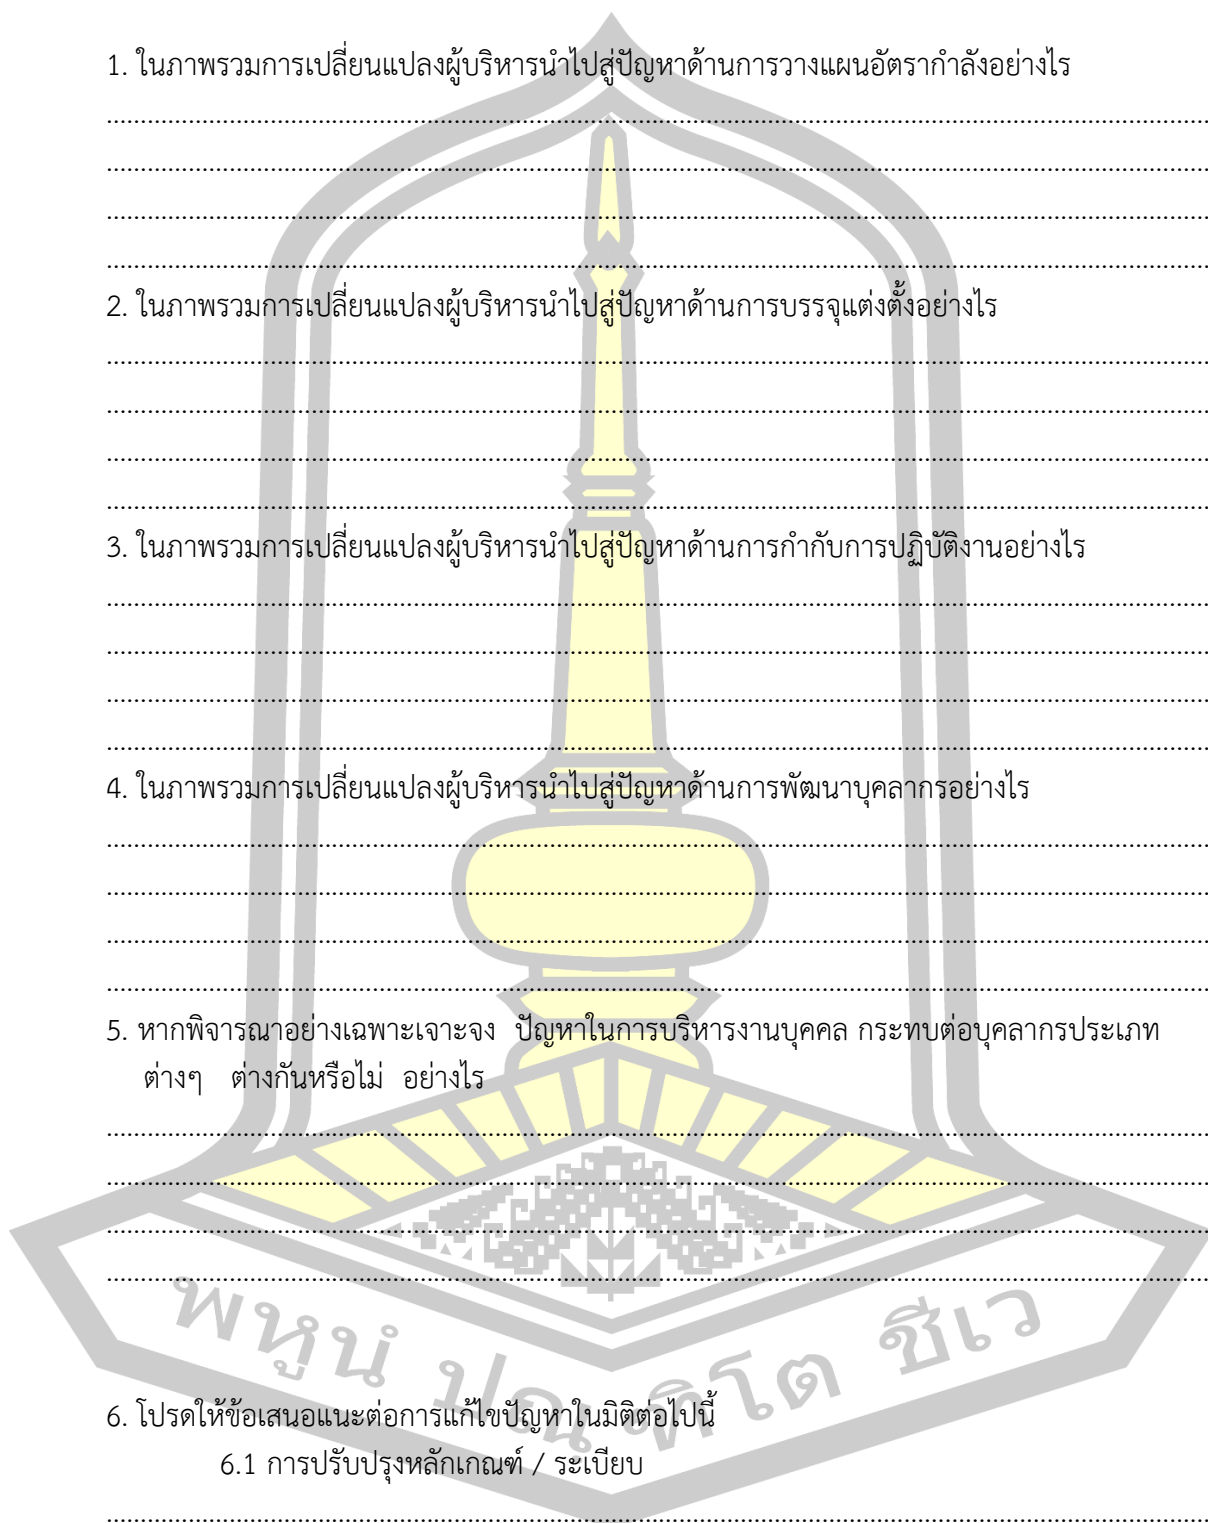 1. ในภาพรวมการเปลี่ยนแปลงผู้บริหารนำไปสู่ปัญหาด้านการวางแผนอัตรากำลังอย่างไร
................................................................................
................................................................................
................................................................................
................................................................................
2. ในภาพรวมการเปลี่ยนแปลงผู้บริหารนำไปสู่ปัญหาด้านการบรรจุแต่งตั้งอย่างไร
................................................................................
................................................................................
................................................................................
................................................................................
3. ในภาพรวมการเปลี่ยนแปลงผู้บริหารนำไปสู่ปัญหาด้านการกำกับการปฏิบัติงานอย่างไร
................................................................................
................................................................................
................................................................................
................................................................................
4. ในภาพรวมการเปลี่ยนแปลงผู้บริหารนำไปสู่ปัญหาด้านการพัฒนาบุคลากรอย่างไร
................................................................................
................................................................................
................................................................................
................................................................................
5. หากพิจารณาอย่างเฉพาะเจาะจง ปัญหาในการบริหารงานบุคคล กระทบต่อบุคลากรประเภท
ต่างๆ ต่างกันหรือไม่ อย่างไร
................................................................................
................................................................................
................................................................................
................................................................................
พหูนํ ปณฺฑิโต ชีเว
6. โปรดให้ข้อเสนอแนะต่อการแก้ไขปัญหาในมิติต่อไปนี้
6.1 การปรับปรุงหลักเกณฑ์ / ระเบียบ
................................................................................